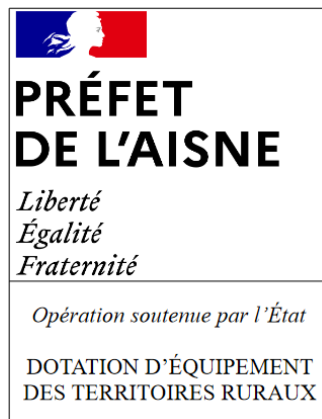 PRÉFET
DE L’AISNE
Liberté
Égalité
Fraternité
Opération soutenue par l’État
DOTATION D’ÉQUIPEMENT
DES TERRITOIRES RURAUX